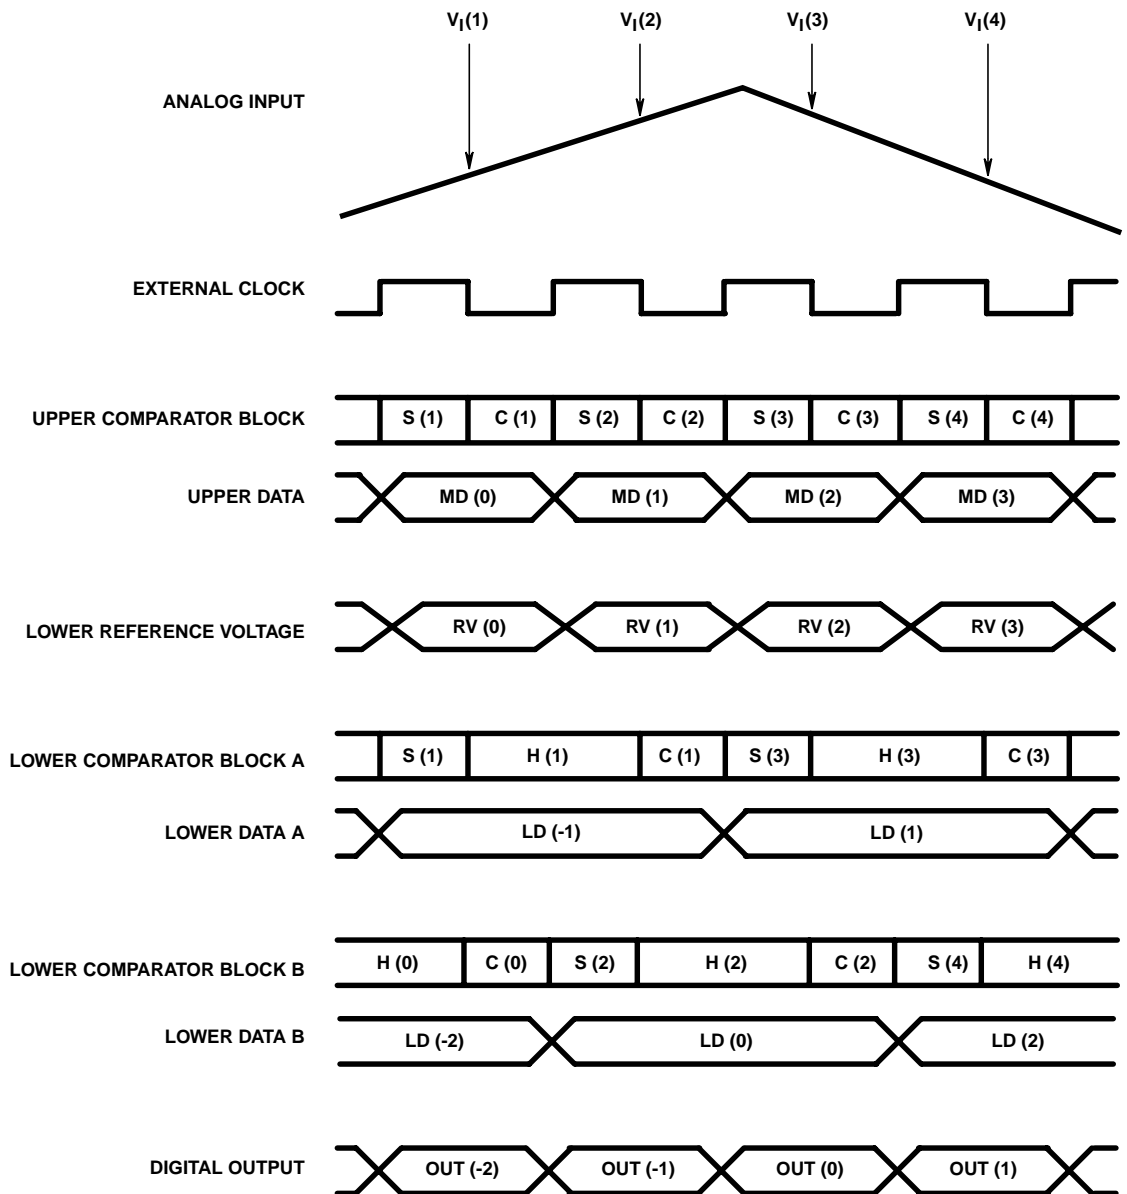 V_I(1) V_I(2) V_I(3) V_I(4)
ANALOG INPUT
EXTERNAL CLOCK
UPPER COMPARATOR BLOCK S (1) C (1) S (2) C (2) S (3) C (3) S (4) C (4)
UPPER DATA MD (0) MD (1) MD (2) MD (3)
LOWER REFERENCE VOLTAGE RV (0) RV (1) RV (2) RV (3)
LOWER COMPARATOR BLOCK A S (1) H (1) C (1) S (3) H (3) C (3)
LOWER DATA A LD (-1) LD (1)
LOWER COMPARATOR BLOCK B H (0) C (0) S (2) H (2) C (2) S (4) H (4)
LOWER DATA B LD (-2) LD (0) LD (2)
DIGITAL OUTPUT OUT (-2) OUT (-1) OUT (0) OUT (1)